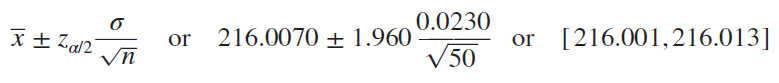 x̄ ± z_{α/2} σ/√n or 216.0070 ± 1.960 0.0230/√50 or [216.001, 216.013]